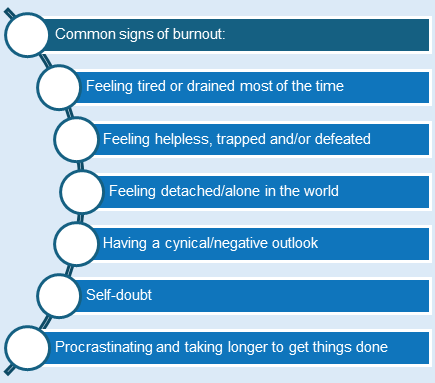 Common signs of burnout:
Feeling tired or drained most of the time
Feeling helpless, trapped and/or defeated
Feeling detached/alone in the world
Having a cynical/negative outlook
Self-doubt
Procrastinating and taking longer to get things done